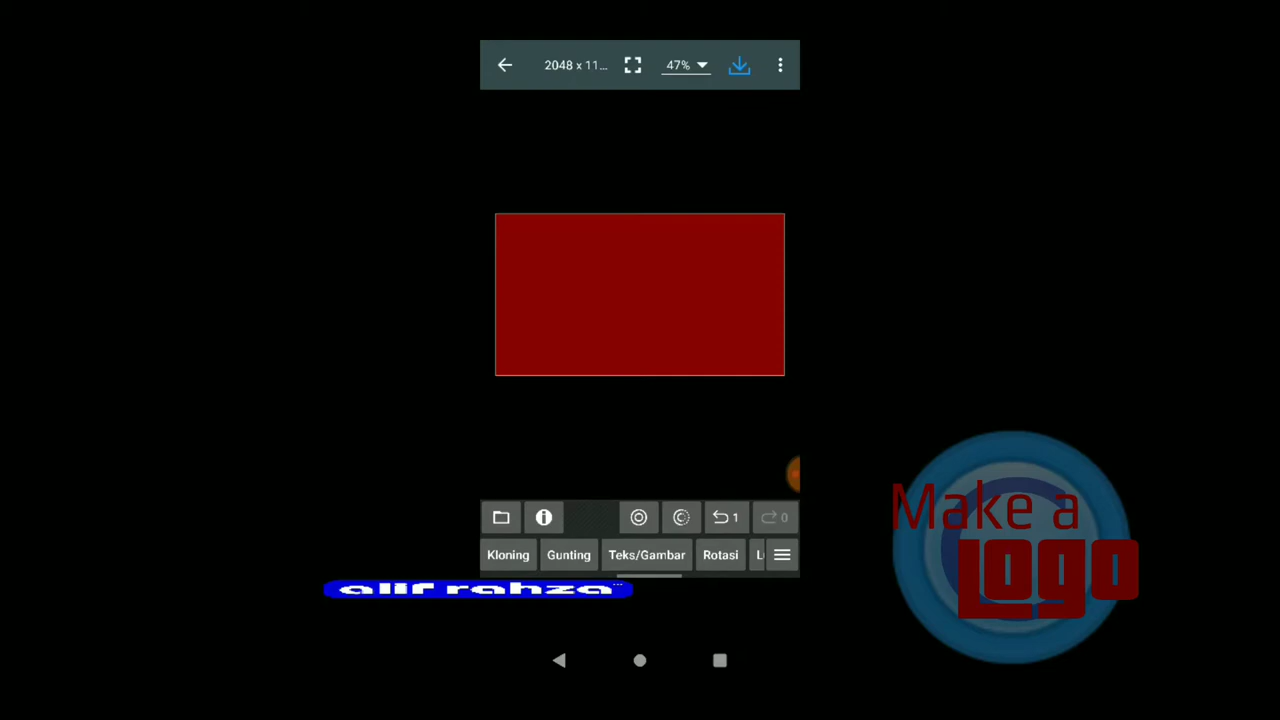 2048 x 11...
47%
1
0
Kloning
Gunting
Teks/Gambar
Rotasi
alif rahza
Make a
Logo